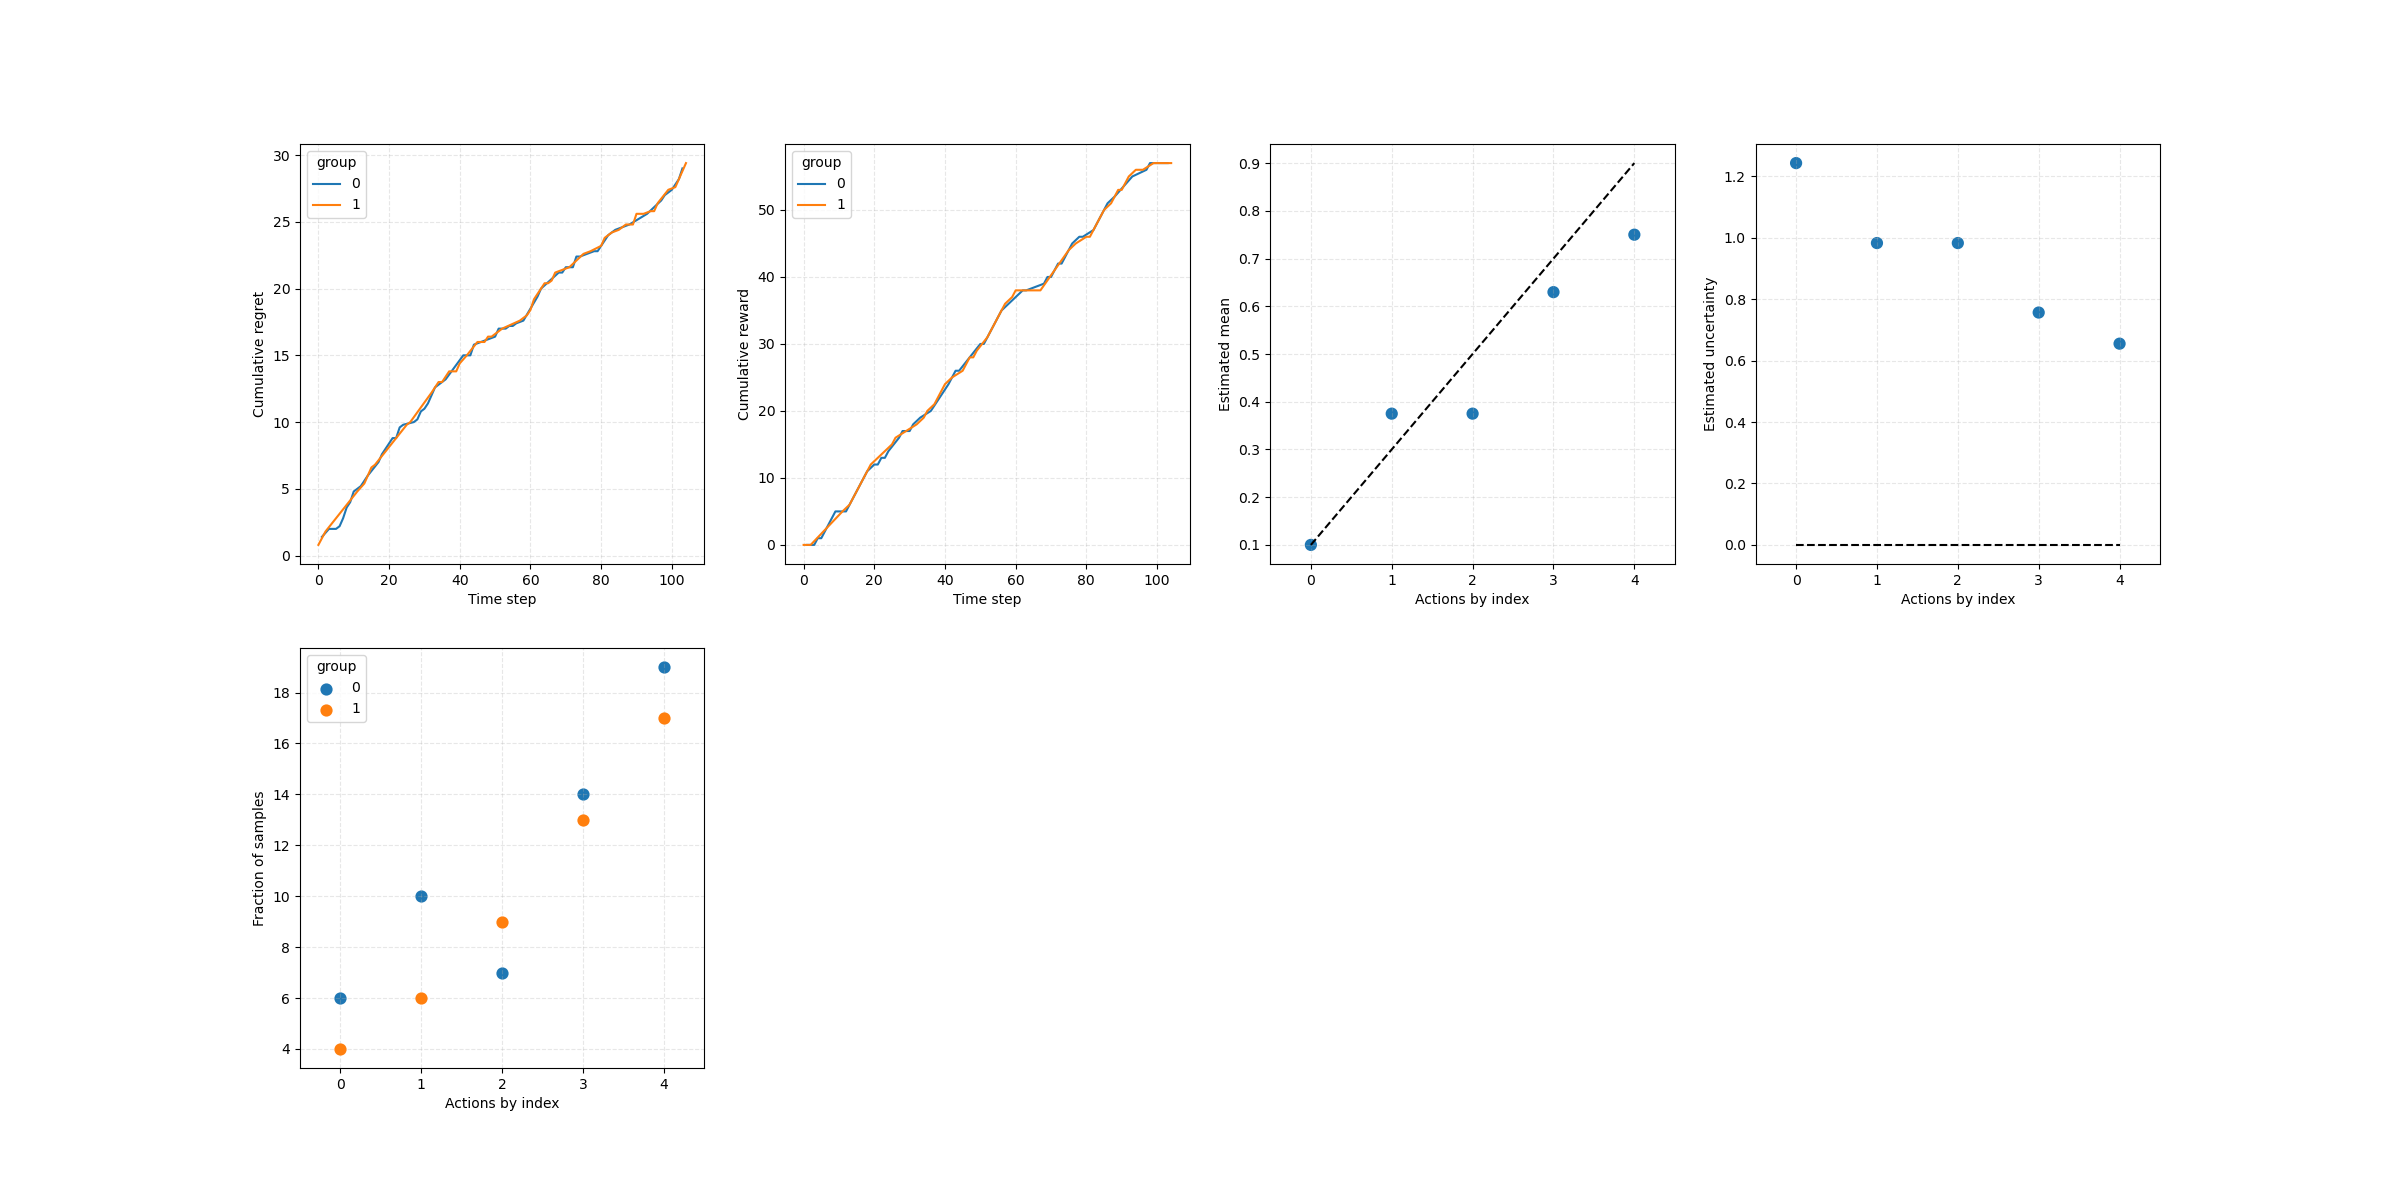 group
0
1
30
25
20
15
10
5
0
0 20 40 60 80 100
Time step
Cumulative regret
group
0
1
50
40
30
20
10
0
0 20 40 60 80 100
Time step
Cumulative reward
0.9
0.8
0.7
0.6
0.5
0.4
0.3
0.2
0.1
0 1 2 3 4
Actions by index
Estimated mean
1.2
1.0
0.8
0.6
0.4
0.2
0.0
0 1 2 3 4
Actions by index
Estimated uncertainty
group
0
1
18
16
14
12
10
8
6
4
0 1 2 3 4
Actions by index
Fraction of samples